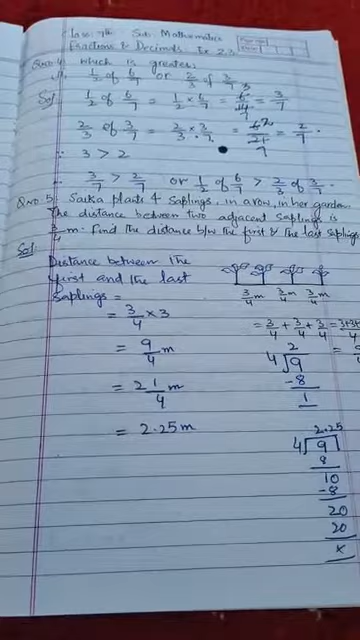 Class 7th Sub: Mathematics
Fractions & Decimals Ex 2.3
Q.no.4 which is greater
1/2 of 6/7 or 2/3 of 3/7
Sol: 1/2 of 6/7 = 1/2 × 6/7 = 6/14 = 3/7
2/3 of 3/7 = 2/3 × 3/7 = 6/21 = 2/7
∵ 3 > 2
∴ 3/7 > 2/7 or 1/2 of 6/7 > 2/3 of 3/7
Q.no.5 Saika plants 4 saplings, in a row, in her garden
The distance between two adjacent saplings is
3/4 m. Find the distance b/w the first & the last saplings
Sol: Distance between the
first and the last
Saplings =
3/4 m 3/4 m 3/4 m
= 3/4 × 3
= 3/4 + 3/4 + 3/4 =
= 9/4 m
= 2 1/4 m
= 2.25 m
2
4 9
-8
1
2.25
4 9
8
10
-8
20
20
×